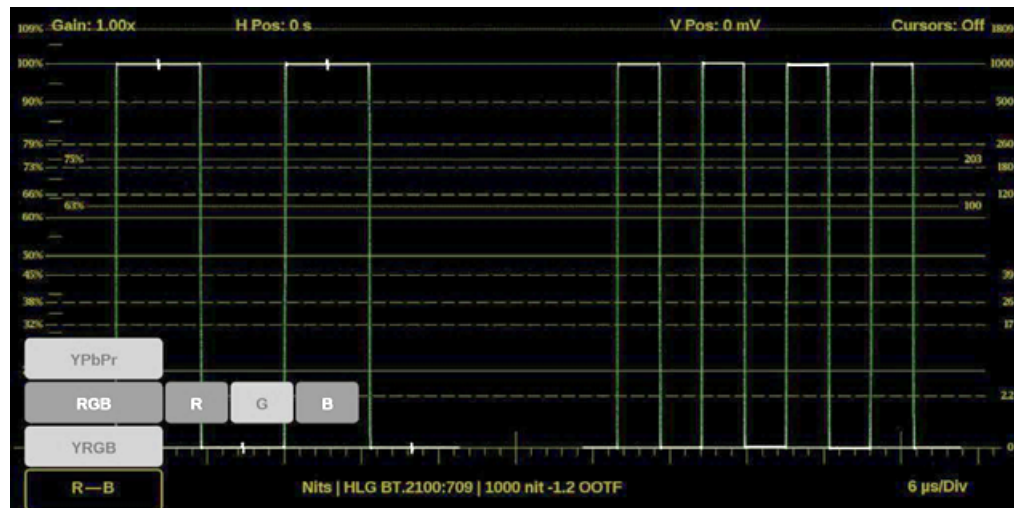 Gain: 1.00x H Pos: 0 s V Pos: 0 mV Cursors: Off
109% 1809
100% 1000
90% 500
79% 260
75% 203
73% 180
66% 120
63% 100
60%
50%
45% 39
38% 26
32% 17
YPbPr
RGB R G B
2.2
YRGB
0
R—B
Nits | HLG BT.2100:709 | 1000 nit -1.2 OOTF 6 µs/Div